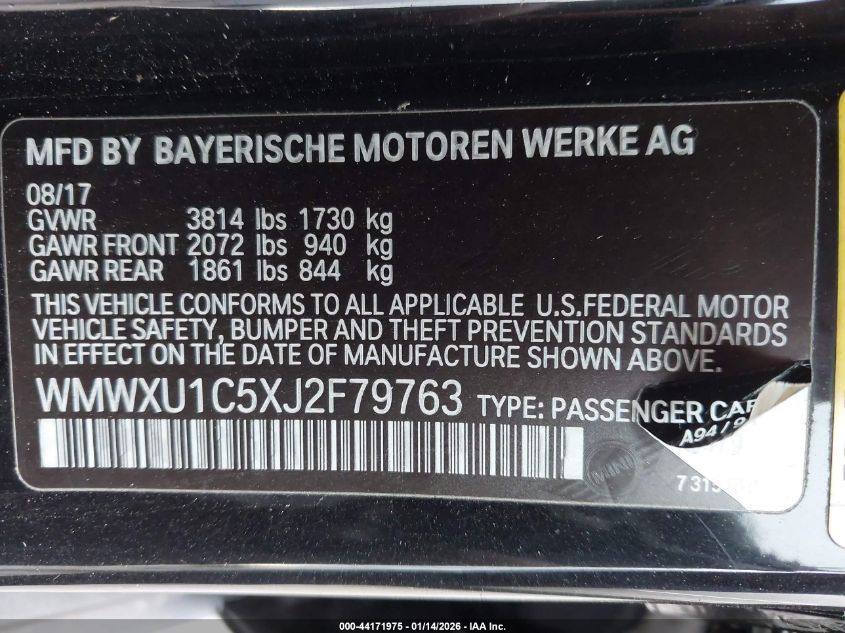 MFD BY BAYERISCHE MOTOREN WERKE AG
08/17
GVWR 3814 lbs 1730 kg
GAWR FRONT 2072 lbs 940 kg
GAWR REAR 1861 lbs 844 kg
THIS VEHICLE CONFORMS TO ALL APPLICABLE U.S.FEDERAL MOTOR
VEHICLE SAFETY, BUMPER AND THEFT PREVENTION STANDARDS
IN EFFECT ON THE DATE OF MANUFACTURE SHOWN ABOVE.
WMWXU1C5XJ2F79763 TYPE: PASSENGER CAR
MINI
000-44171975 - 01/14/2026 - IAA Inc.